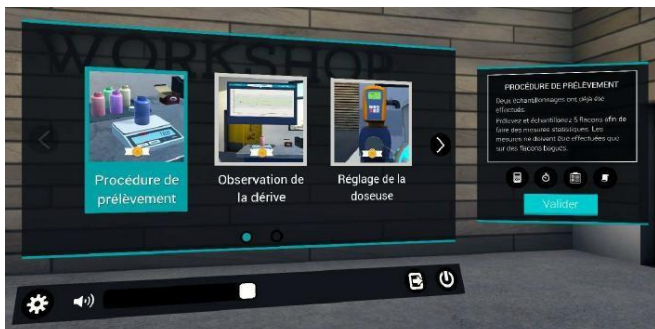 WORKSHOP
Procédure de
prélèvement
Observation de
la dérive
Réglage de la
doseuse
PROCÉDURE DE PRÉLÈVEMENT
Deux échantillonnages ont déjà été
effectués.
Prélevez et échantillonnez 5 flacons afin de
faire des mesures statistiques. Les
mesures ne doivent être effectuées que
sur des flacons bagués.
Valider